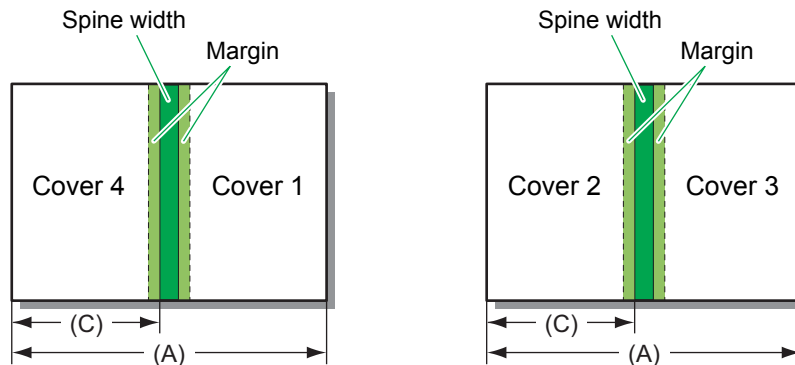 Spine width
Margin
Cover 4
Cover 1
(C)
(A)
Spine width
Margin
Cover 2
Cover 3
(C)
(A)